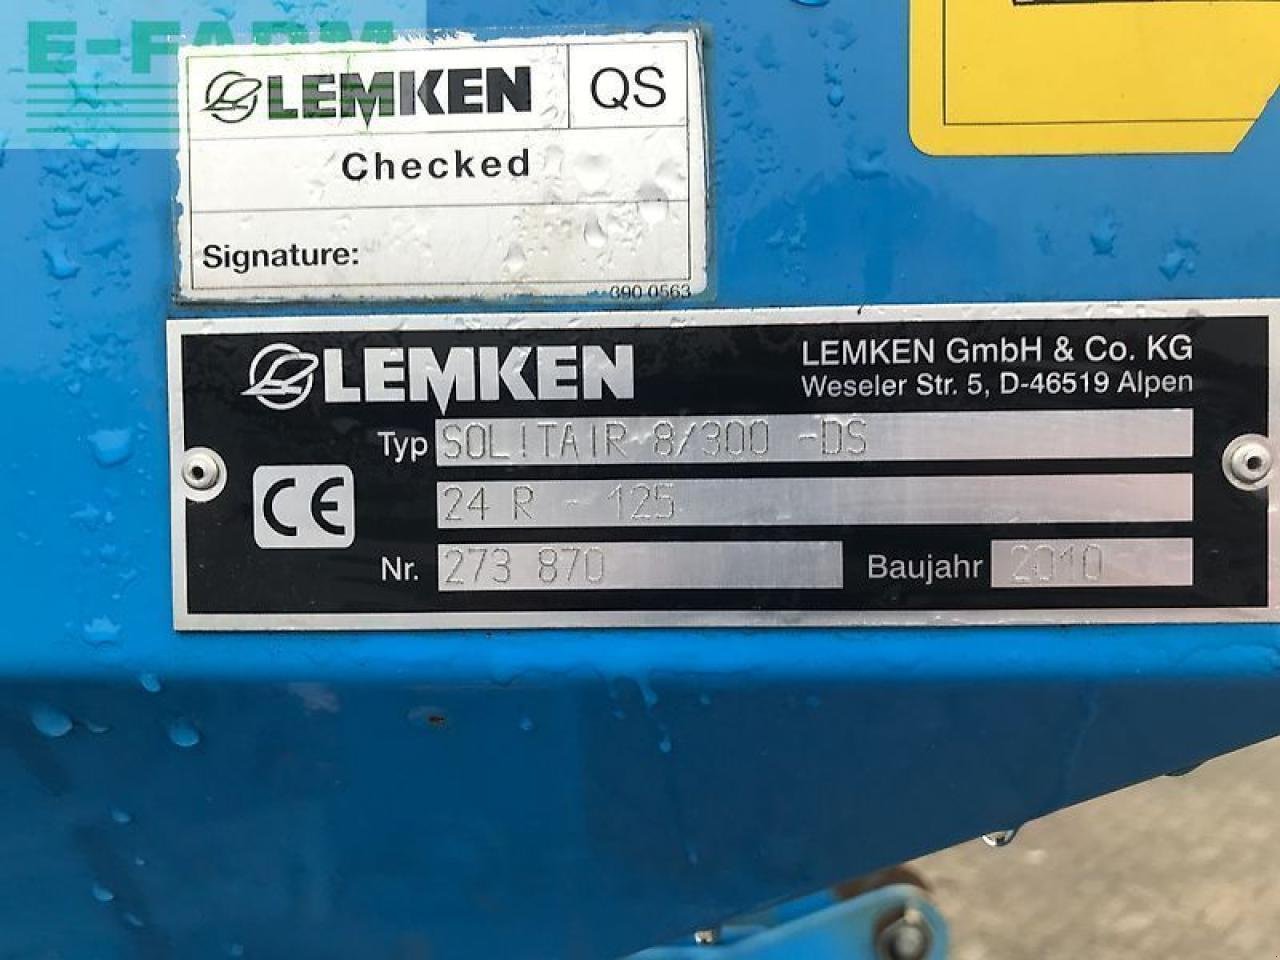 E-FARM
LEMKEN QS
Checked
Signature:
390 0563
LEMKEN
LEMKEN GmbH & Co. KG
Weseler Str. 5, D-46519 Alpen
Typ SOLITAIR 8/300 -DS
24 R - 125
CE
Nr. 273 870 Baujahr 2010